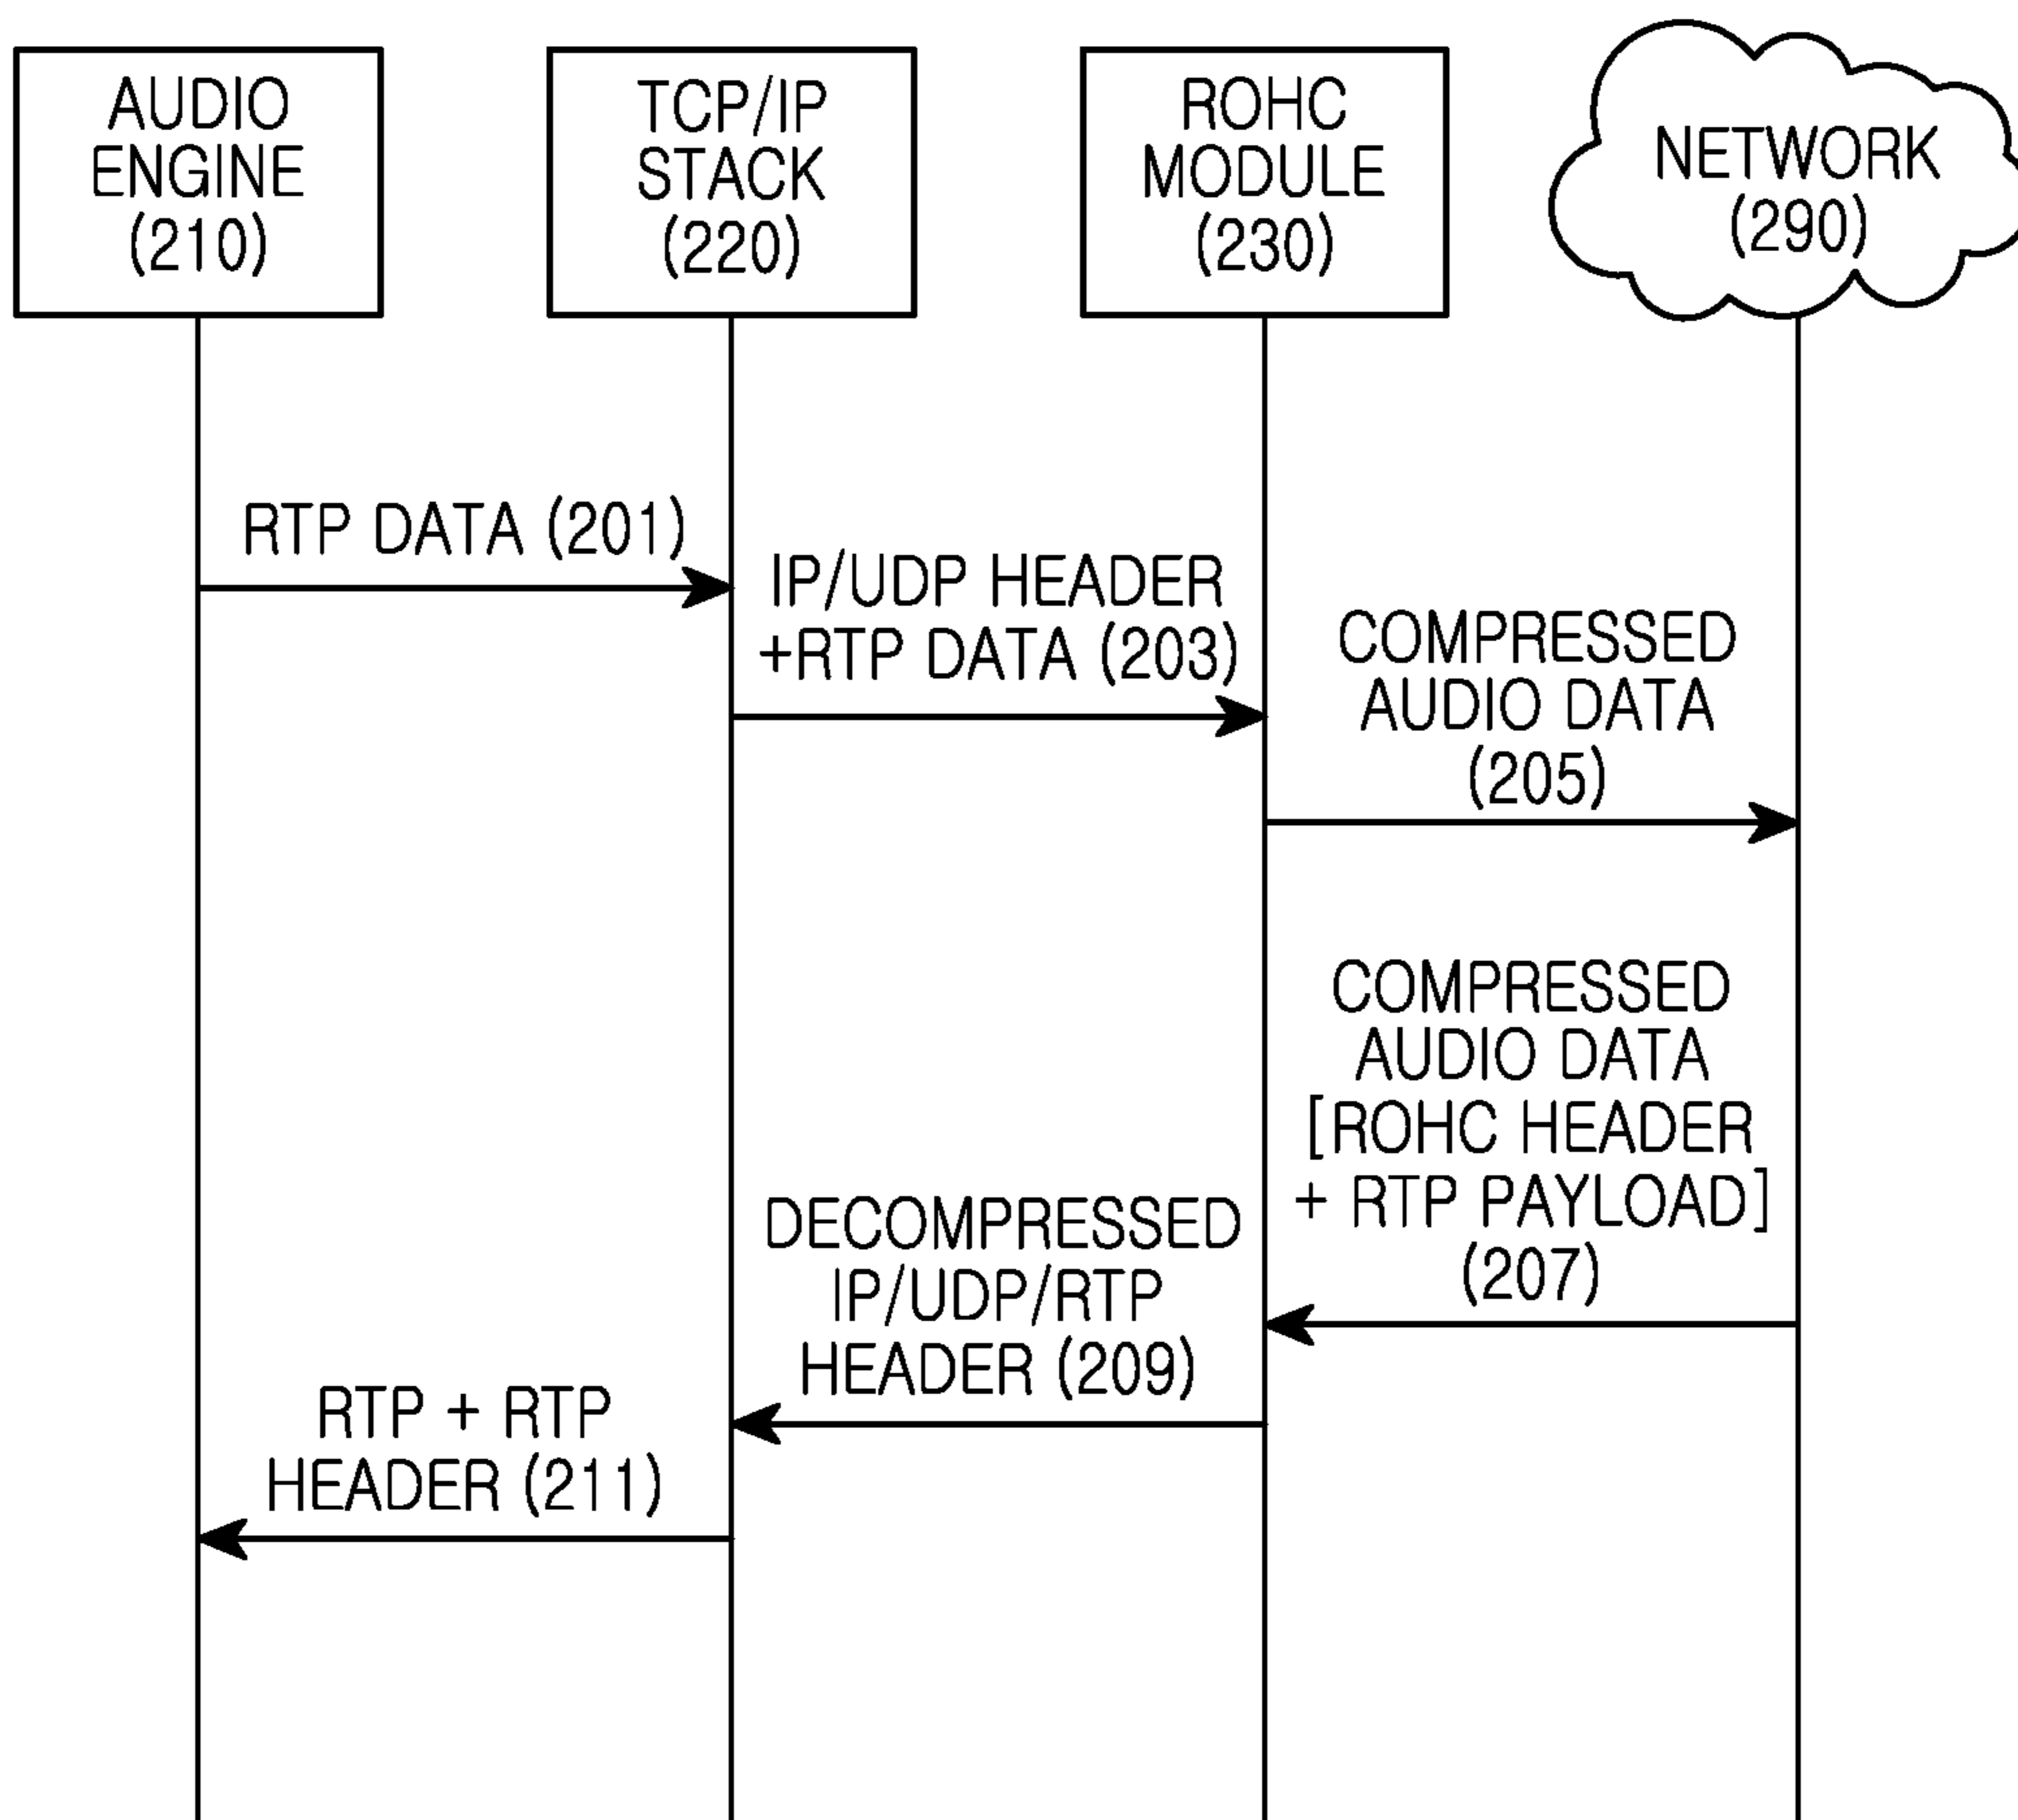 AUDIO
ENGINE
(210)
TCP/IP
STACK
(220)
ROHC
MODULE
(230)
NETWORK
(290)
RTP DATA (201)
IP/UDP HEADER
+RTP DATA (203)
COMPRESSED
AUDIO DATA
(205)
COMPRESSED
AUDIO DATA
[ROHC HEADER
+ RTP PAYLOAD]
(207)
DECOMPRESSED
IP/UDP/RTP
HEADER (209)
RTP + RTP
HEADER (211)